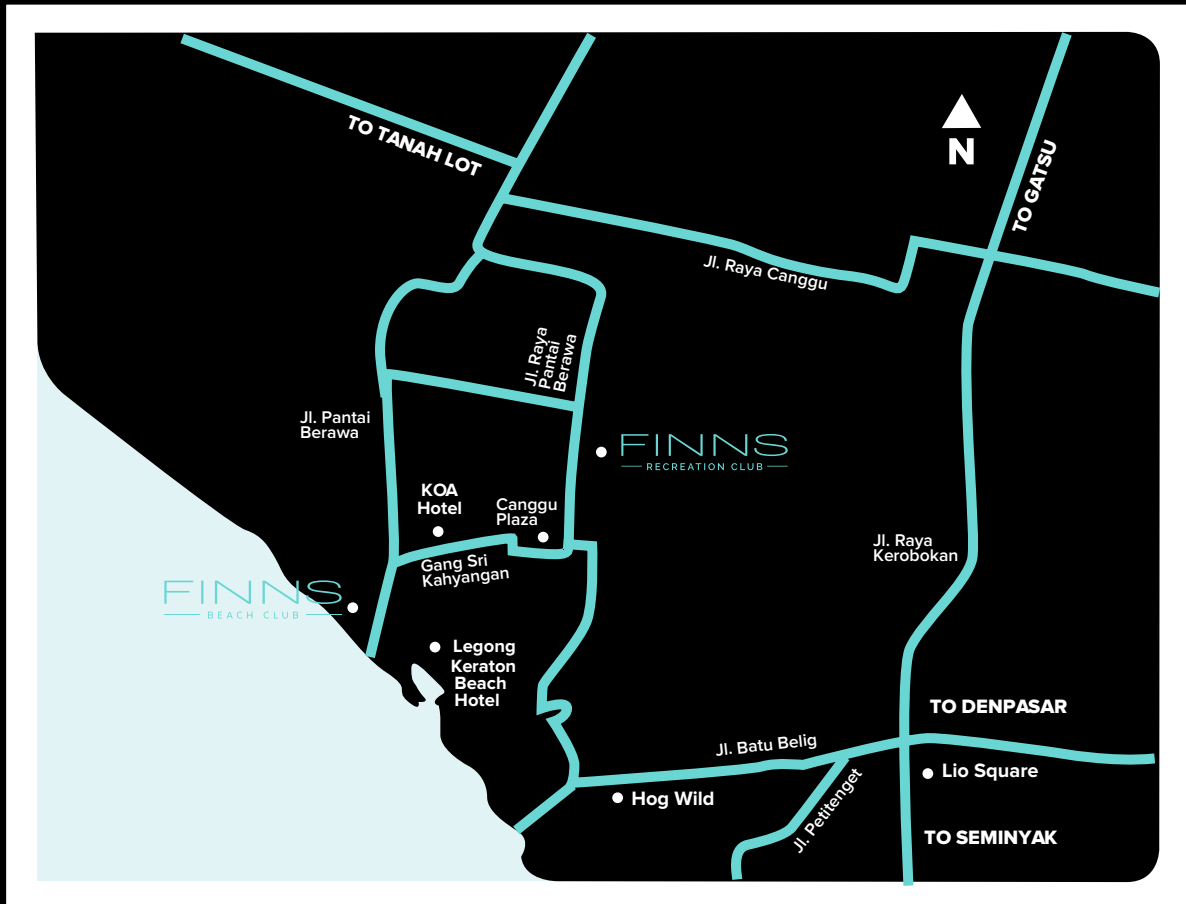 TO TANAH LOT
N
TO GATSU
Jl. Raya Canggu
Jl. Raya
Pantai
Berawa
Jl. Pantai
Berawa
FINNS
RECREATION CLUB
KOA
Hotel
Canggu
Plaza
Jl. Raya
Kerobokan
Gang Sri
Kahyangan
FINNS
BEACH CLUB
Legong
Keraton
Beach
Hotel
TO DENPASAR
Jl. Batu Belig
Lio Square
Hog Wild
Jl. Petitenget
TO SEMINYAK